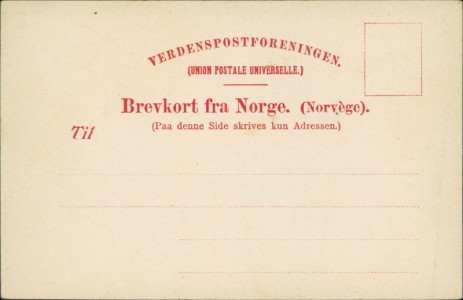 VERDENSPOSTFORENINGEN.
(UNION POSTALE UNIVERSELLE.)
Brevkort fra Norge. (Norvège).
(Paa denne Side skrives kun Adressen.)
Til